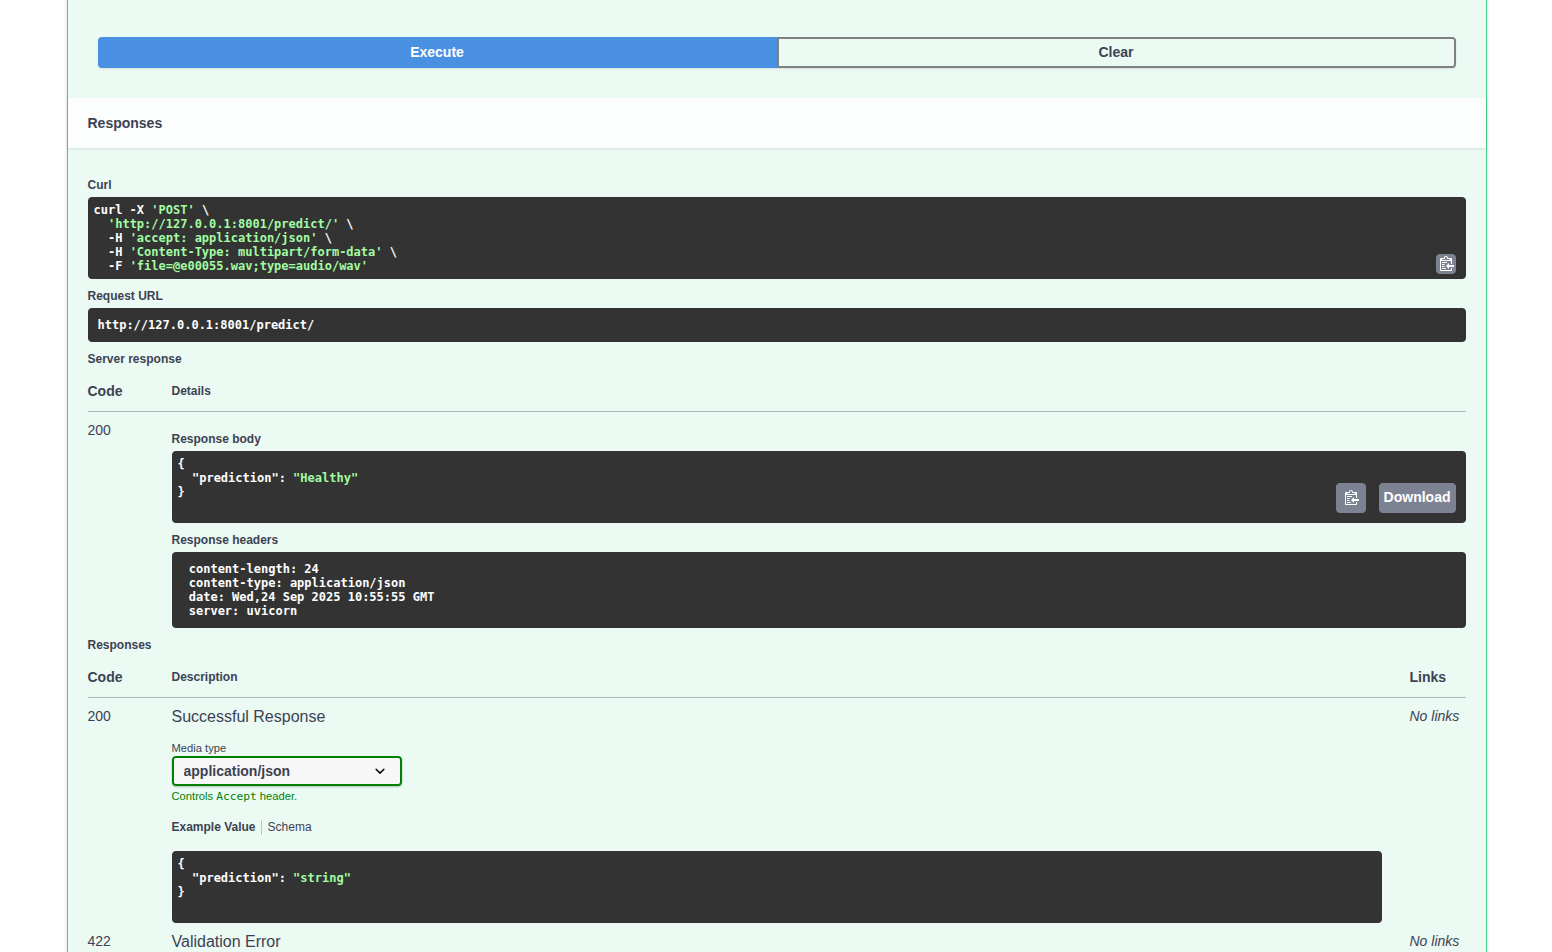 Execute
Clear
Responses
Curl
curl -X 'POST' \
'http://127.0.0.1:8001/predict/' \
-H 'accept: application/json' \
-H 'Content-Type: multipart/form-data' \
-F 'file=@e00055.wav;type=audio/wav'
Request URL
http://127.0.0.1:8001/predict/
Server response
Code Details
200
Response body
{
"prediction": "Healthy"
}
Download
Response headers
content-length: 24
content-type: application/json
date: Wed,24 Sep 2025 10:55:55 GMT
server: uvicorn
Responses
Code Description Links
200 Successful Response No links
Media type
application/json
Controls Accept header.
Example Value Schema
{
"prediction": "string"
}
422 Validation Error No links